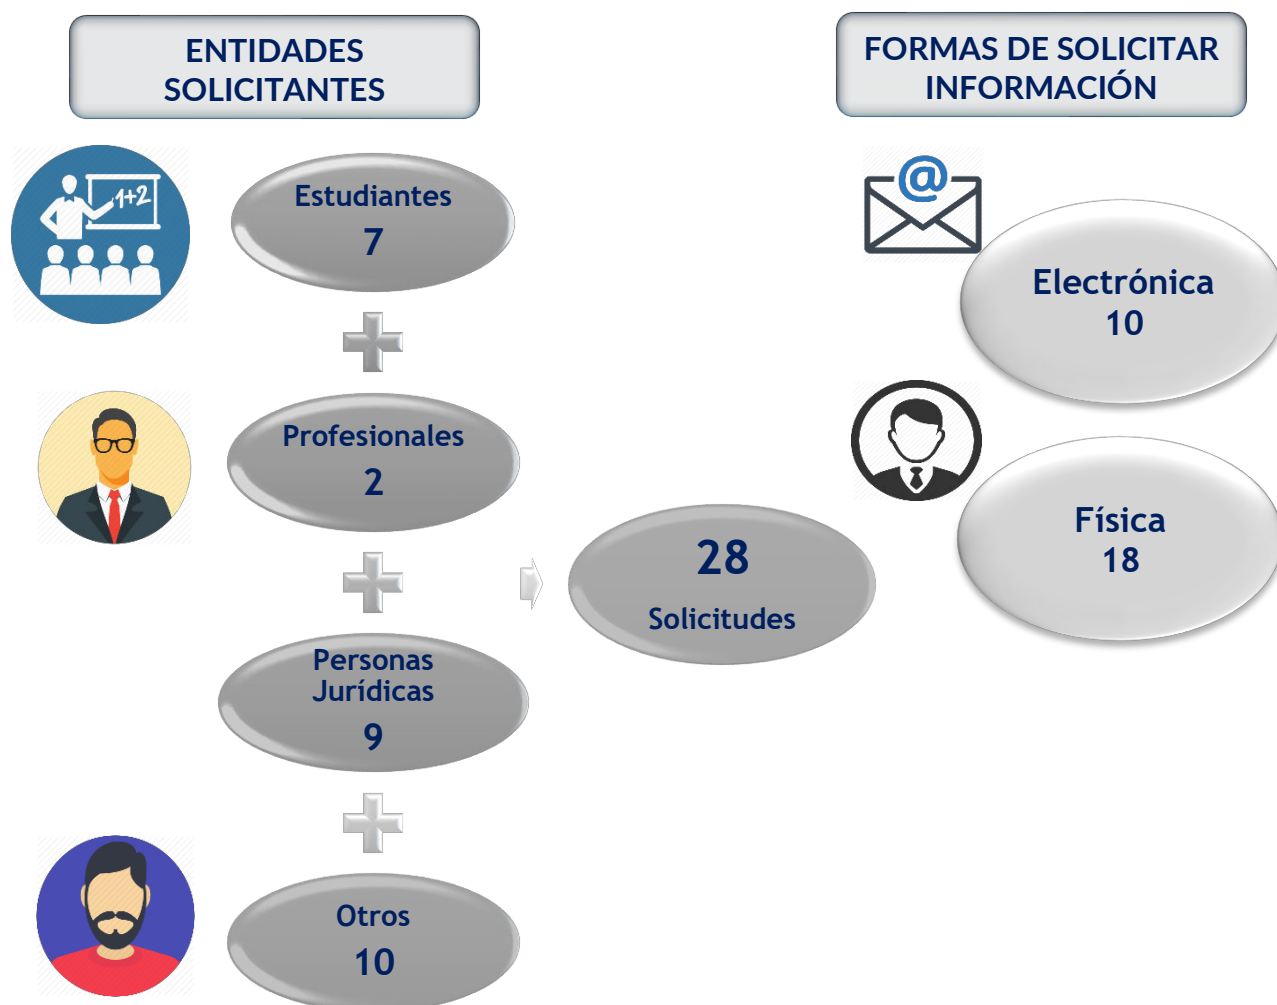 ENTIDADES
SOLICITANTES
1+2
Estudiantes
7
Profesionales
2
Personas
Jurídicas
9
Otros
10
28
Solicitudes
FORMAS DE SOLICITAR
INFORMACIÓN
@
Electrónica
10
Física
18